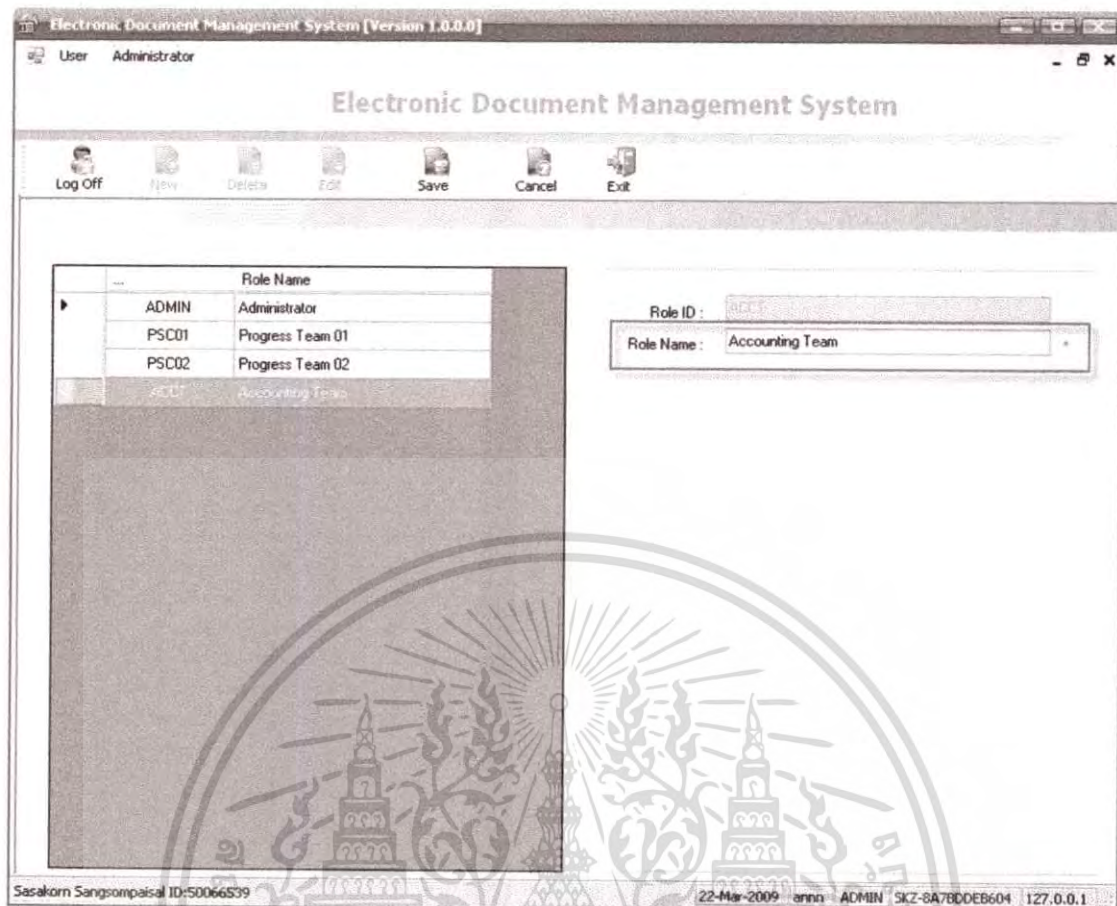 Electronic Document Management System [Version 1.0.0.0]
User Administrator
Electronic Document Management System
Log Off New Delete Edit Save Cancel Exit
... Role Name
ADMIN Administrator
PSC01 Progress Team 01
PSC02 Progress Team 02
ACCT Accounting Team
Role ID : ACCT
Role Name : Accounting Team *
Sasakorn Sangsompaisal ID:50066539
22-Mar-2009 annn ADMIN SKZ-8A7BDDEB604 127.0.0.1